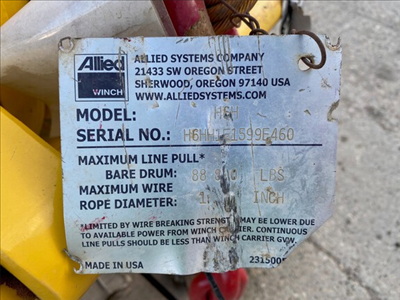 Allied
WINCH
ALLIED SYSTEMS COMPANY
21433 SW OREGON STREET
SHERWOOD, OREGON 97140 USA
WWW.ALLIEDSYSTEMS.COM
MODEL: H6H
SERIAL NO.:
MAXIMUM LINE PULL*
BARE DRUM: LBS
MAXIMUM WIRE
ROPE DIAMETER: INCH
*LIMITED BY WIRE BREAKING STRENGTH MAY BE LOWER DUE
TO AVAILABLE POWER FROM WINCH CARRIER. CONTINUOUS
LINE PULLS SHOULD BE LESS THAN WINCH CARRIER GVW.
MADE IN USA